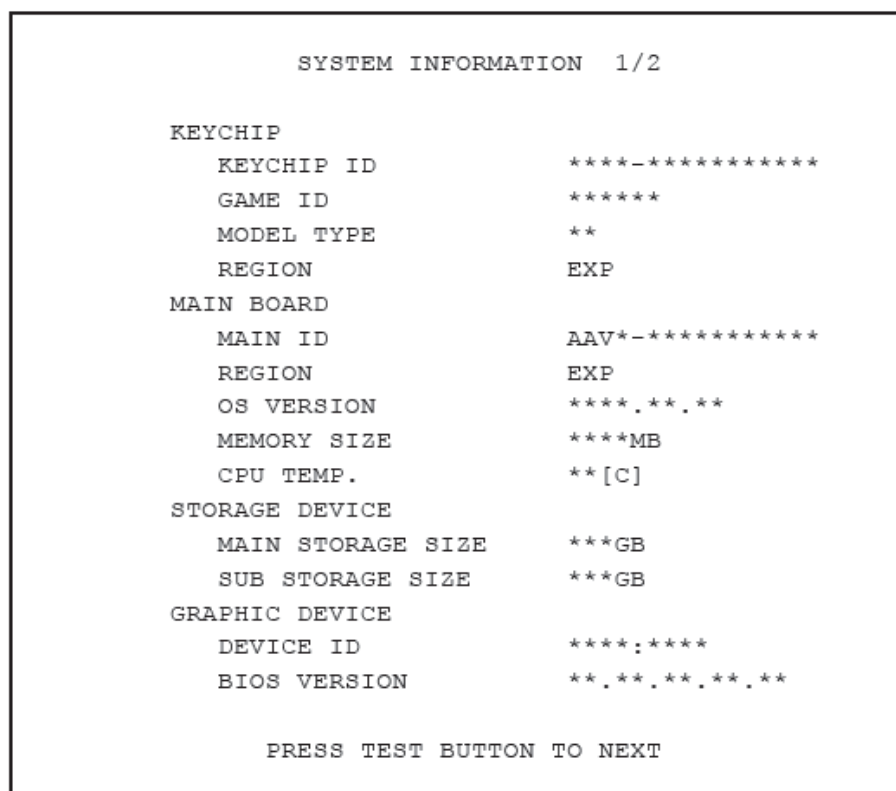 SYSTEM INFORMATION 1/2
KEYCHIP
KEYCHIP ID ****-***********
GAME ID ******
MODEL TYPE **
REGION EXP
MAIN BOARD
MAIN ID AAV*-***********
REGION EXP
OS VERSION ****.**.**
MEMORY SIZE ****MB
CPU TEMP. **[C]
STORAGE DEVICE
MAIN STORAGE SIZE ***GB
SUB STORAGE SIZE ***GB
GRAPHIC DEVICE
DEVICE ID ****:****
BIOS VERSION **.**.**.**.**
PRESS TEST BUTTON TO NEXT